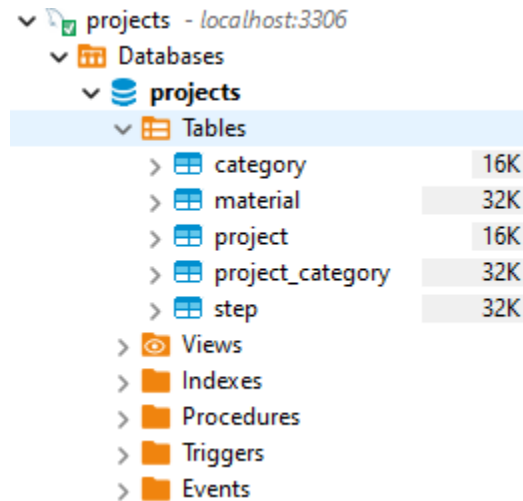 projects - localhost:3306
Databases
projects
Tables
category 16K
material 32K
project 16K
project_category 32K
step 32K
Views
Indexes
Procedures
Triggers
Events